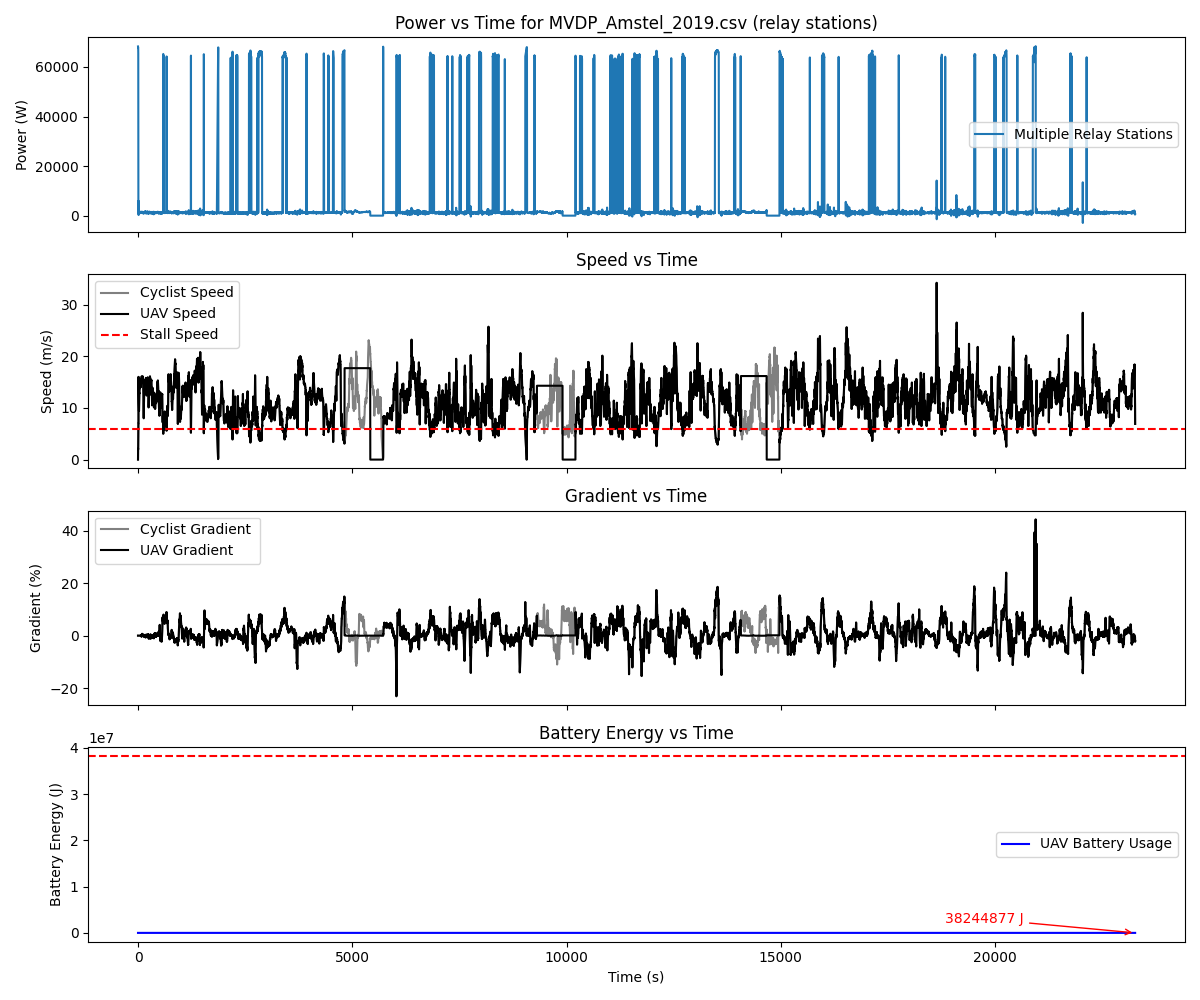 Power vs Time for MVDP_Amstel_2019.csv (relay stations)
60000
40000
20000
0
Power (W)
Multiple Relay Stations
Speed vs Time
30
20
10
0
Speed (m/s)
Cyclist Speed
UAV Speed
Stall Speed
Gradient vs Time
40
20
0
−20
Gradient (%)
Cyclist Gradient
UAV Gradient
Battery Energy vs Time
1e7
4
3
2
1
0
Battery Energy (J)
UAV Battery Usage
38244877 J
0
5000
10000
15000
20000
Time (s)